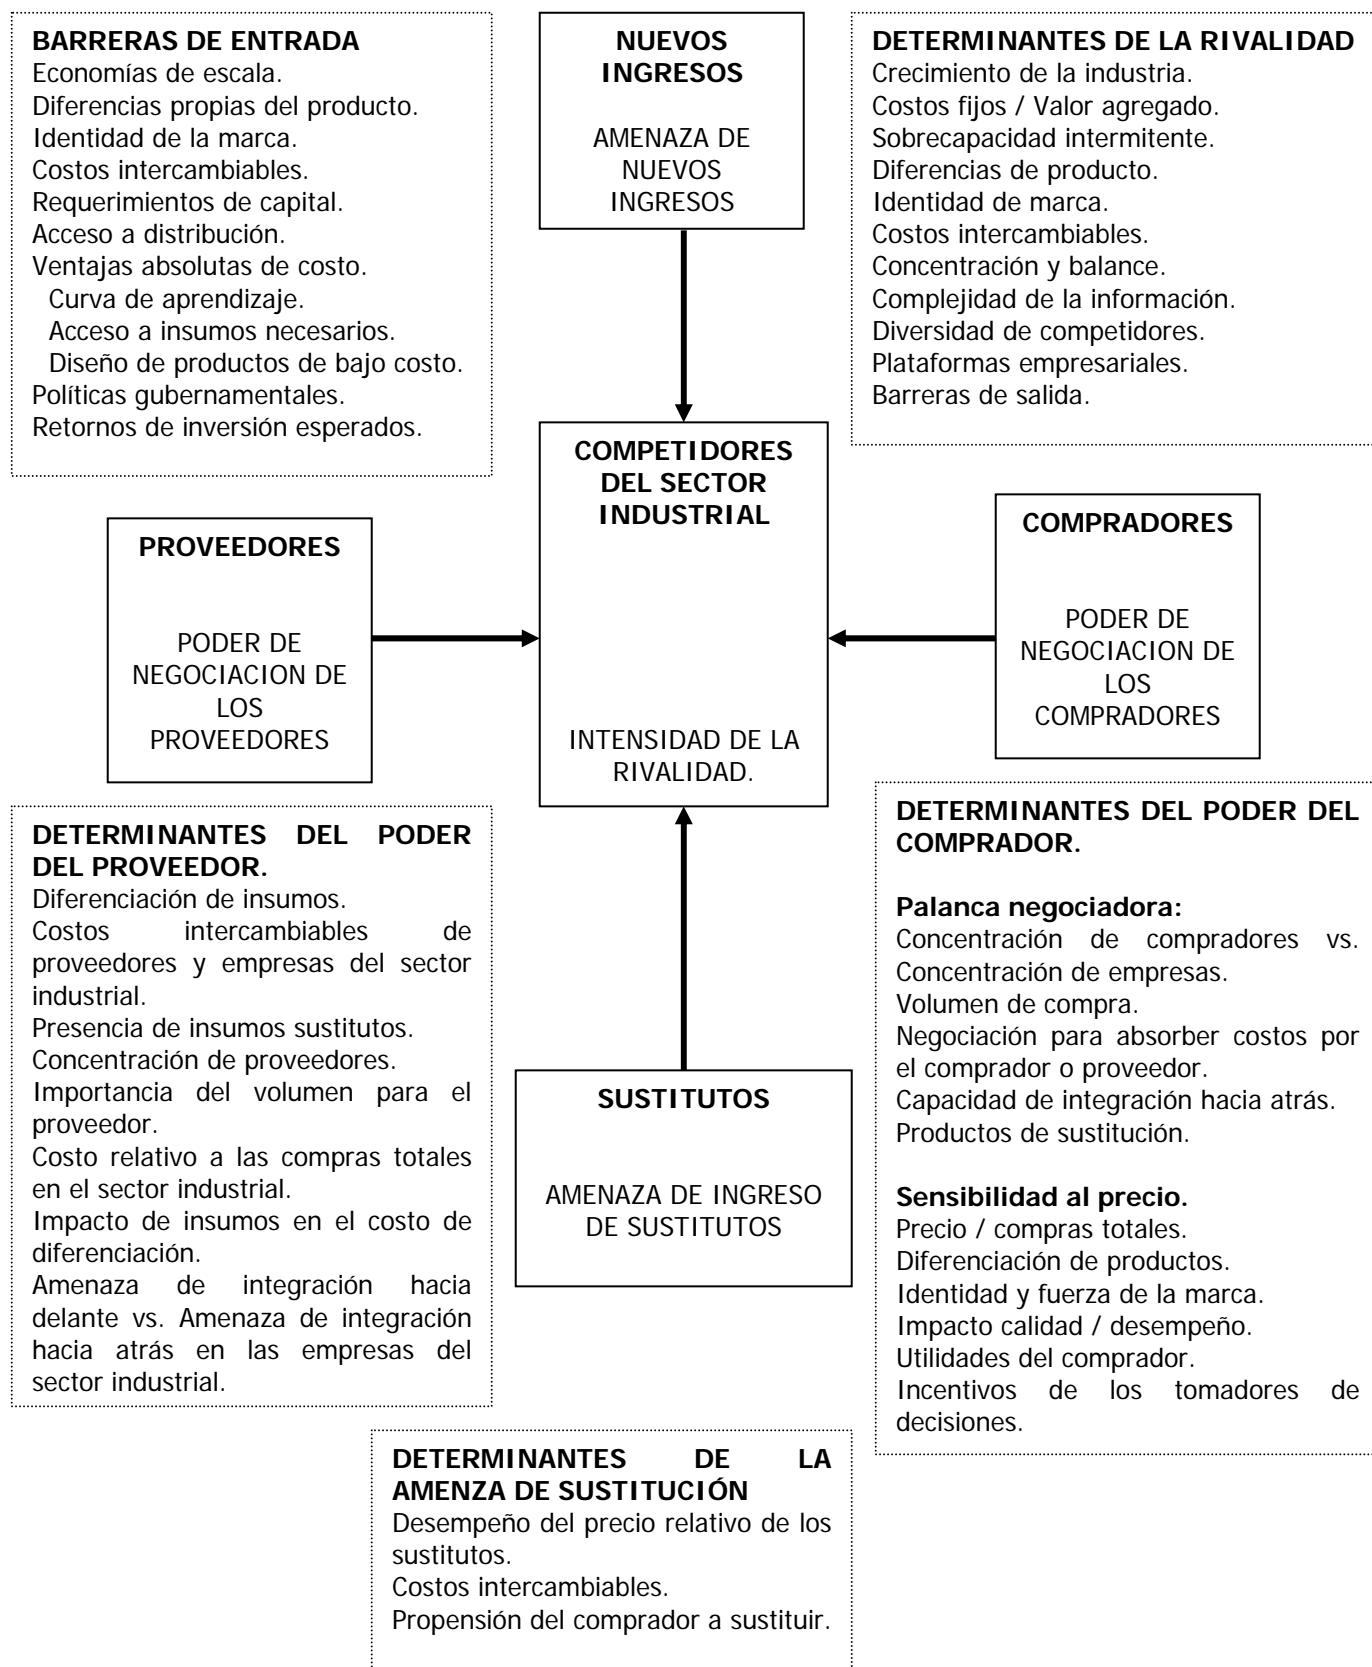 BARRERAS DE ENTRADA
Economías de escala.
Diferencias propias del producto.
Identidad de la marca.
Costos intercambiables.
Requerimientos de capital.
Acceso a distribución.
Ventajas absolutas de costo.
Curva de aprendizaje.
Acceso a insumos necesarios.
Diseño de productos de bajo costo.
Políticas gubernamentales.
Retornos de inversión esperados.
NUEVOS
INGRESOS
AMENAZA DE
NUEVOS
INGRESOS
DETERMINANTES DE LA RIVALIDAD
Crecimiento de la industria.
Costos fijos / Valor agregado.
Sobrecapacidad intermitente.
Diferencias de producto.
Identidad de marca.
Costos intercambiables.
Concentración y balance.
Complejidad de la información.
Diversidad de competidores.
Plataformas empresariales.
Barreras de salida.
PROVEEDORES
PODER DE
NEGOCIACION DE
LOS
PROVEEDORES
COMPETIDORES
DEL SECTOR
INDUSTRIAL
INTENSIDAD DE LA
RIVALIDAD.
COMPRADORES
PODER DE
NEGOCIACION DE
LOS
COMPRADORES
DETERMINANTES DEL PODER
DEL PROVEEDOR.
Diferenciación de insumos.
Costos intercambiables de
proveedores y empresas del sector
industrial.
Presencia de insumos sustitutos.
Concentración de proveedores.
Importancia del volumen para el
proveedor.
Costo relativo a las compras totales
en el sector industrial.
Impacto de insumos en el costo de
diferenciación.
Amenaza de integración hacia
delante vs. Amenaza de integración
hacia atrás en las empresas del
sector industrial.
SUSTITUTOS
AMENAZA DE INGRESO
DE SUSTITUTOS
DETERMINANTES DEL PODER DEL
COMPRADOR.
Palanca negociadora:
Concentración de compradores vs.
Concentración de empresas.
Volumen de compra.
Negociación para absorber costos por
el comprador o proveedor.
Capacidad de integración hacia atrás.
Productos de sustitución.
Sensibilidad al precio.
Precio / compras totales.
Diferenciación de productos.
Identidad y fuerza de la marca.
Impacto calidad / desempeño.
Utilidades del comprador.
Incentivos de los tomadores de
decisiones.
DETERMINANTES DE LA
AMENZA DE SUSTITUCIÓN
Desempeño del precio relativo de los
sustitutos.
Costos intercambiables.
Propensión del comprador a sustituir.